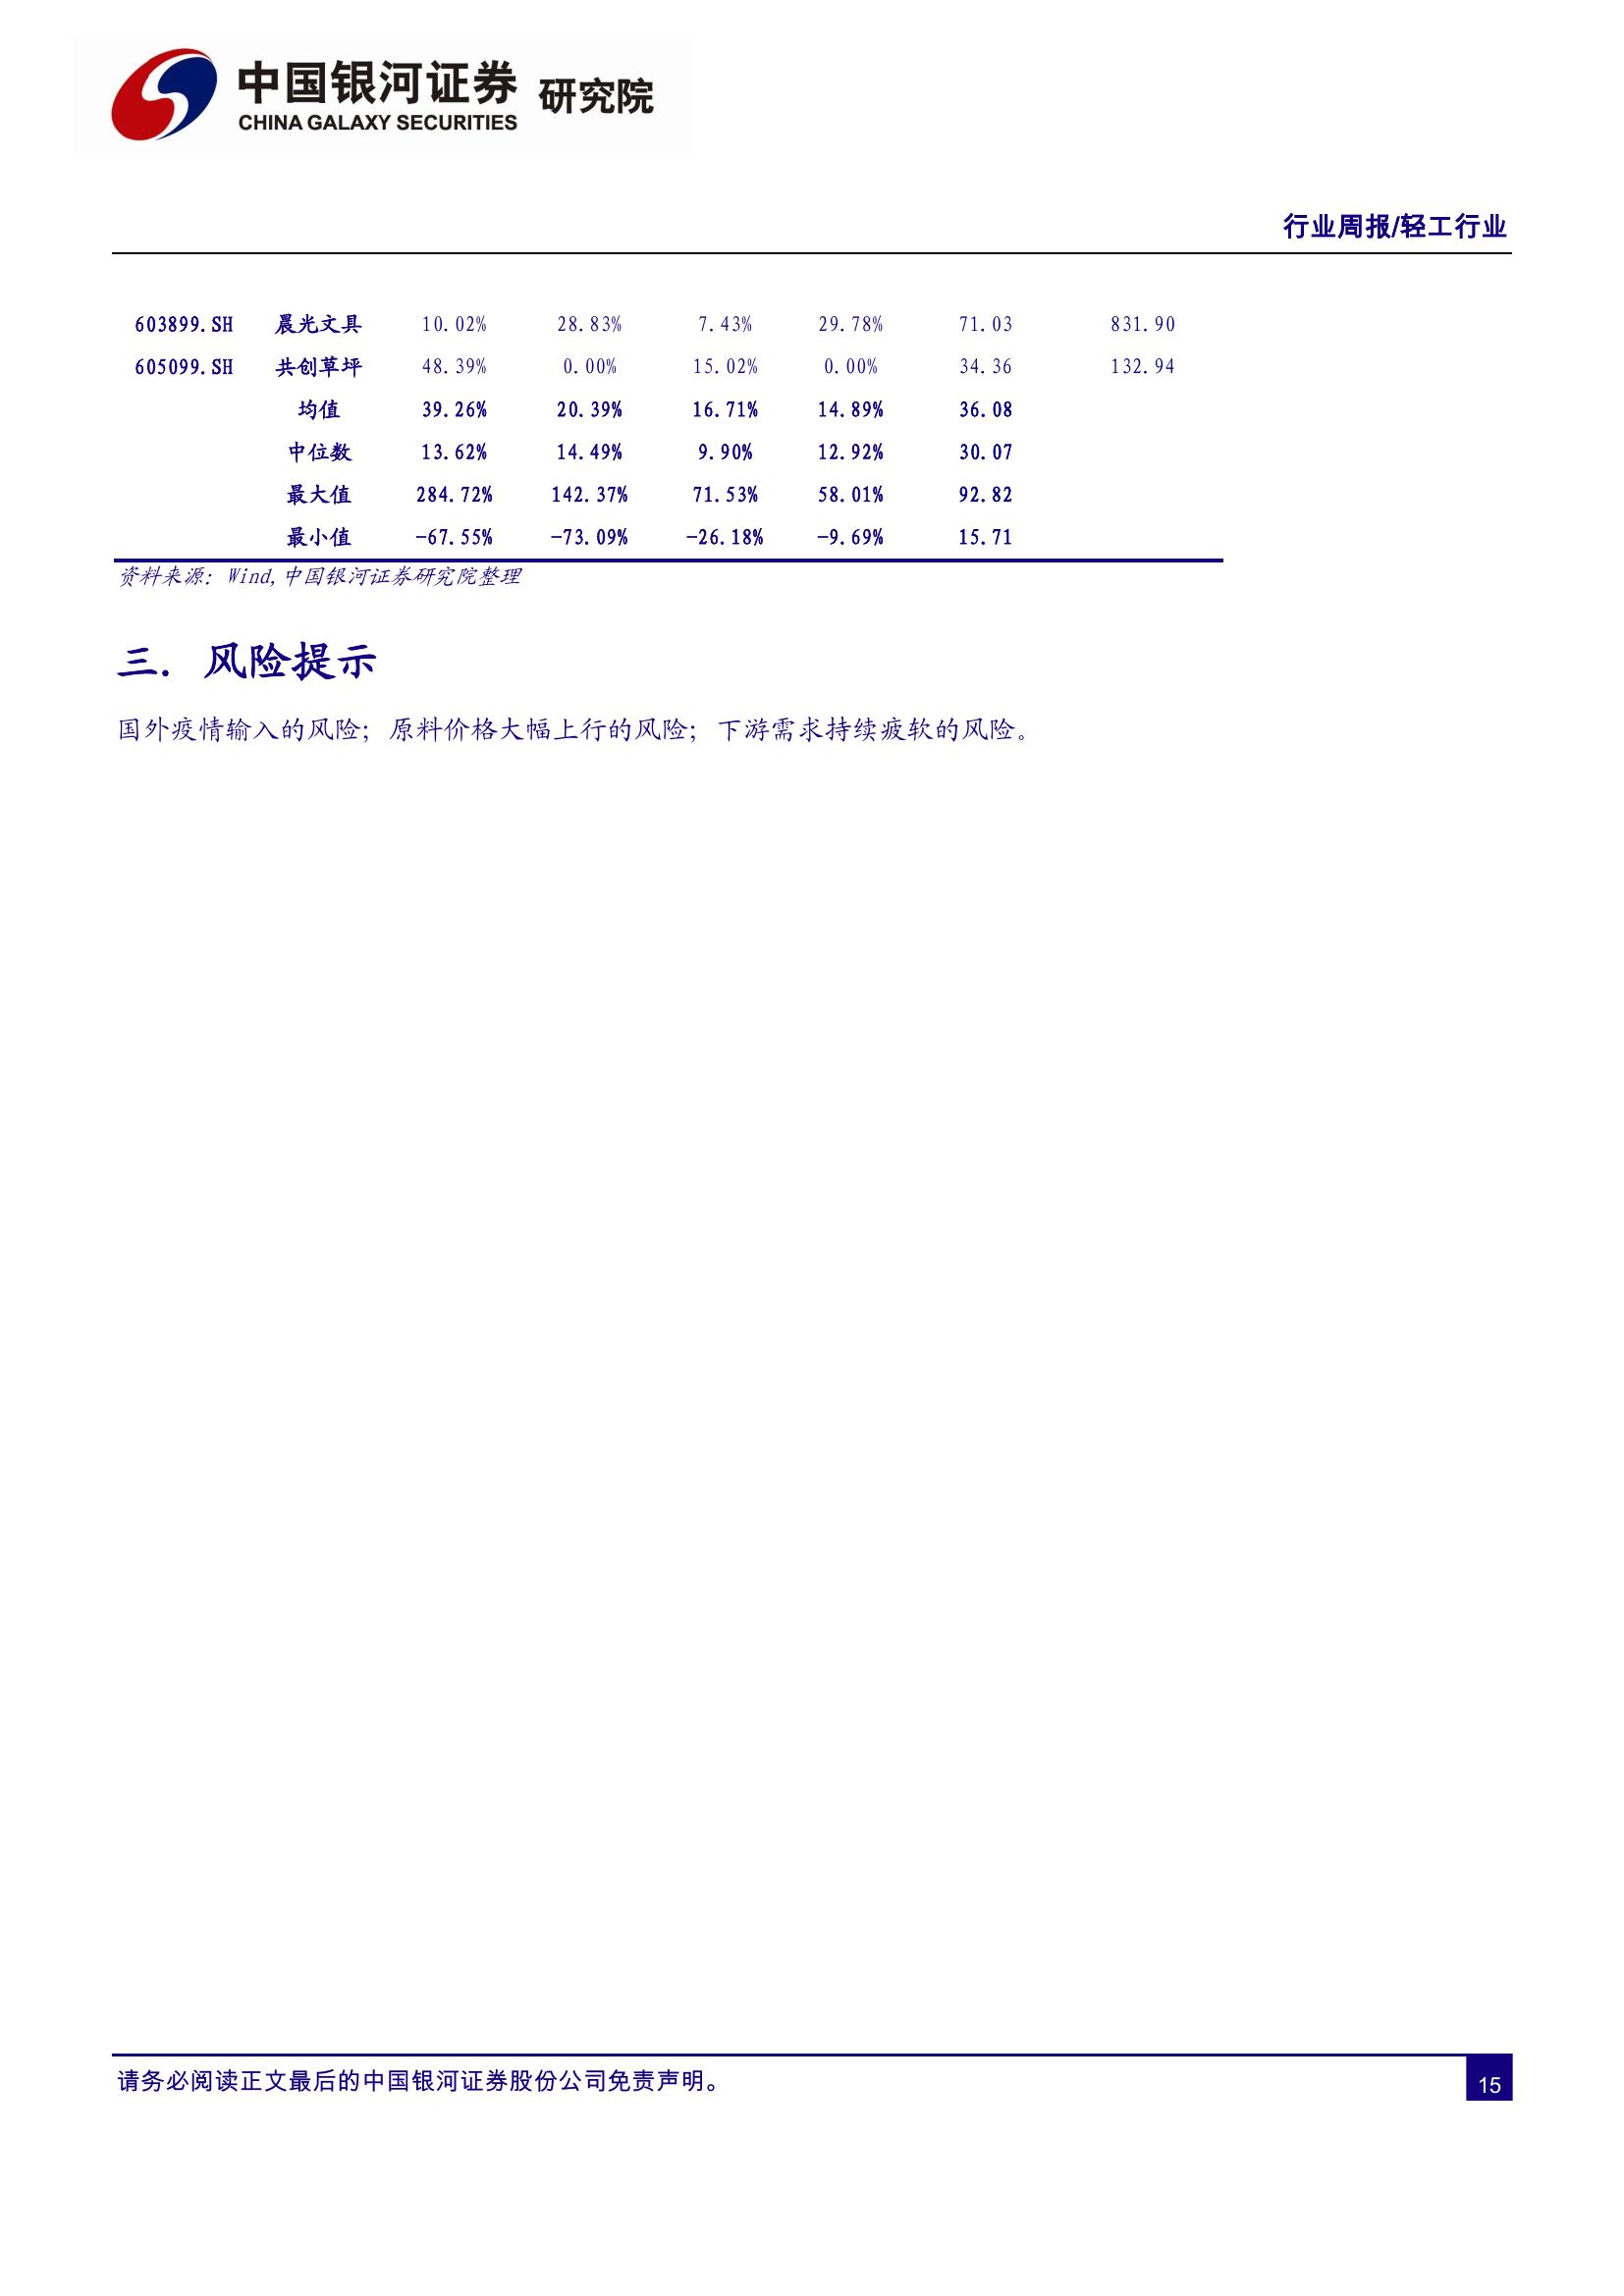 中国银河证券 研究院
CHINA GALAXY SECURITIES
行业周报/轻工行业
603899.SH 晨光文具 10.02% 28.83% 7.43% 29.78% 71.03 831.90
605099.SH 共创草坪 48.39% 0.00% 15.02% 0.00% 34.36 132.94
均值 39.26% 20.39% 16.71% 14.89% 36.08
中位数 13.62% 14.49% 9.90% 12.92% 30.07
最大值 284.72% 142.37% 71.53% 58.01% 92.82
最小值 -67.55% -73.09% -26.18% -9.69% 15.71
资料来源：Wind,中国银河证券研究院整理
三. 风险提示
国外疫情输入的风险；原料价格大幅上行的风险；下游需求持续疲软的风险。
请务必阅读正文最后的中国银河证券股份公司免责声明。
15